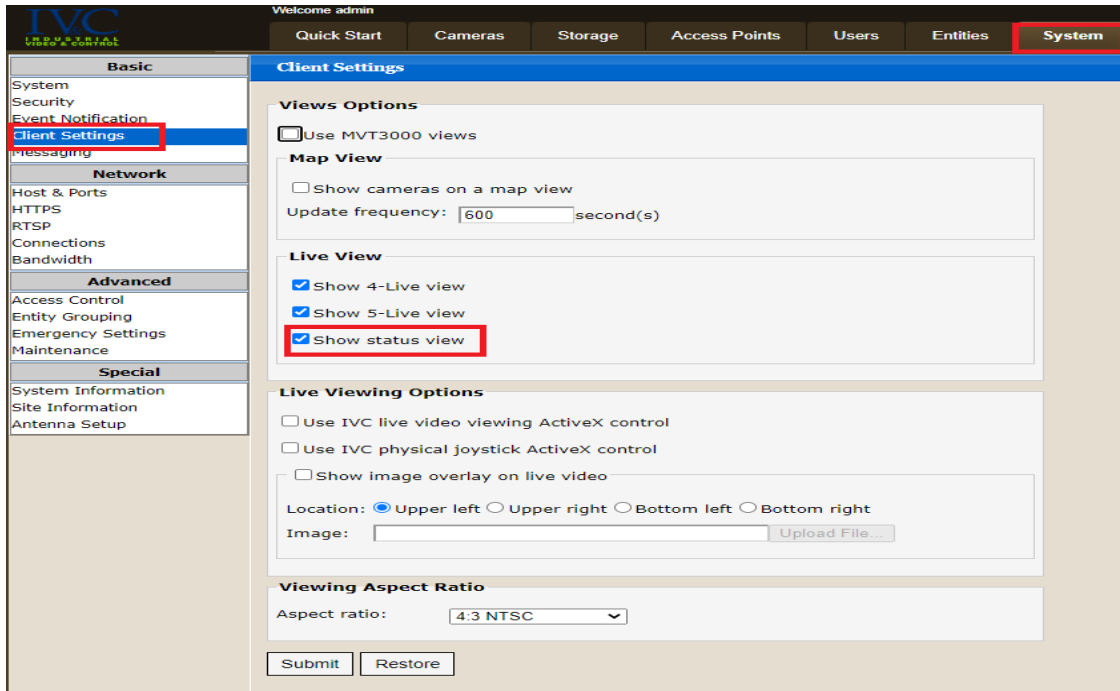 Welcome admin
IVC
INDUSTRIAL
VIDEO & CONTROL
Quick Start Cameras Storage Access Points Users Entities System
Basic
System
Security
Event Notification
Client Settings
Messaging
Network
Host & Ports
HTTPS
RTSP
Connections
Bandwidth
Advanced
Access Control
Entity Grouping
Emergency Settings
Maintenance
Special
System Information
Site Information
Antenna Setup
Client Settings
Views Options
Use MVT3000 views
Map View
Show cameras on a map view
Update frequency: 600 second(s)
Live View
Show 4-Live view
Show 5-Live view
Show status view
Live Viewing Options
Use IVC live video viewing ActiveX control
Use IVC physical joystick ActiveX control
Show image overlay on live video
Location: Upper left Upper right Bottom left Bottom right
Image: Upload File...
Viewing Aspect Ratio
Aspect ratio: 4:3 NTSC
Submit Restore